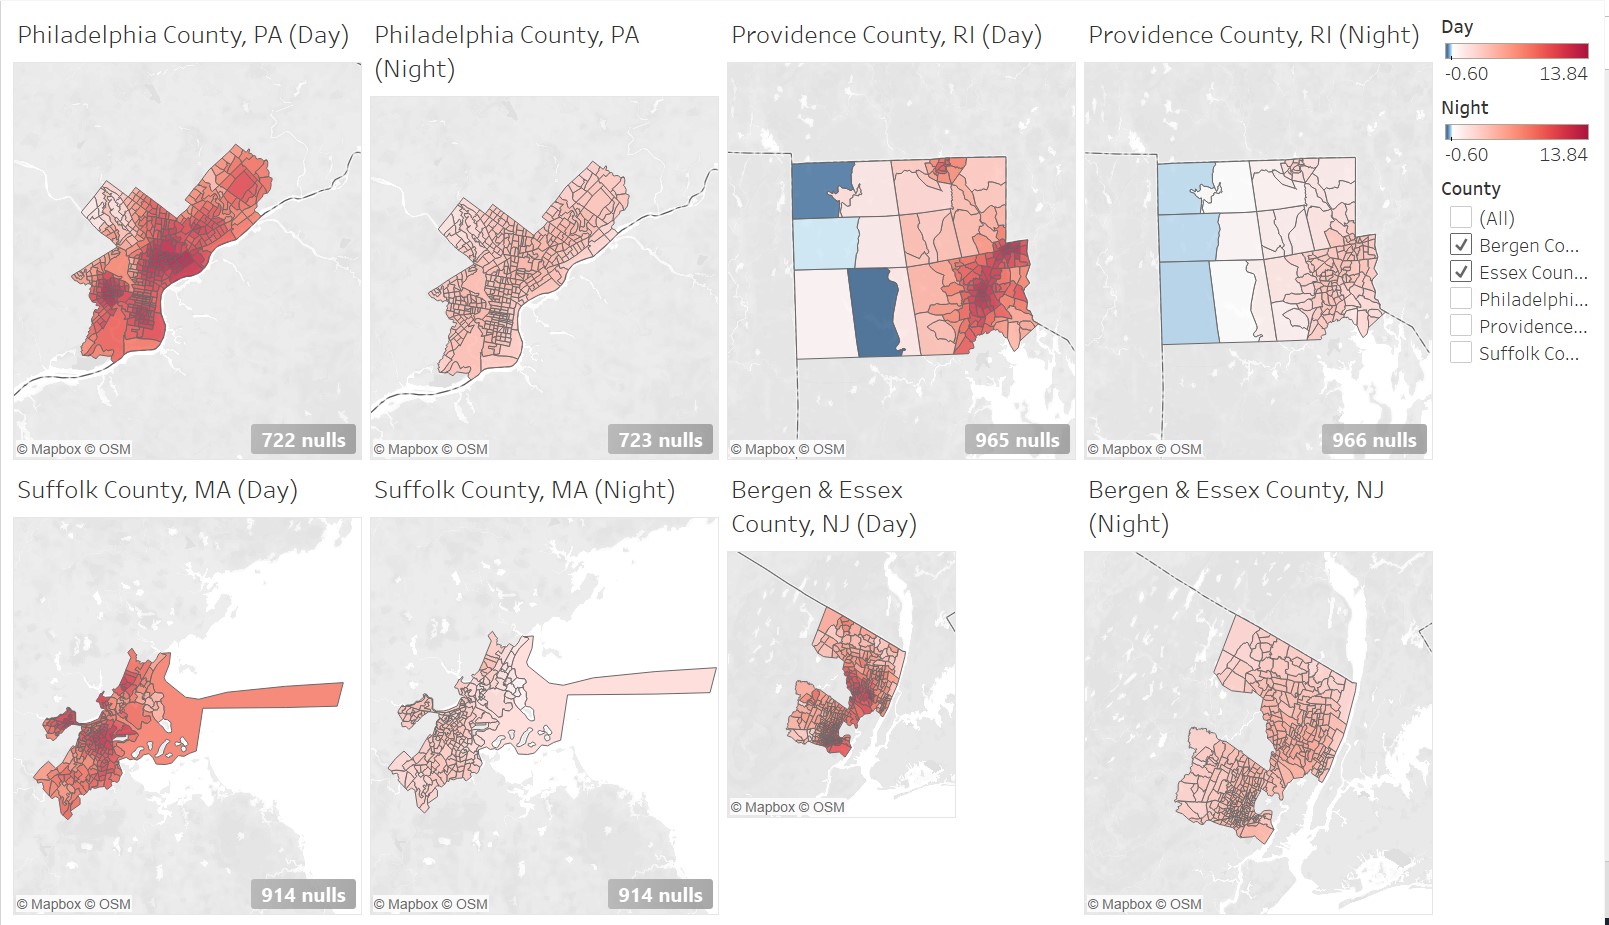 Philadelphia County, PA (Day)
Philadelphia County, PA
(Night)
Providence County, RI (Day)
Providence County, RI (Night)
722 nulls
© Mapbox © OSM
723 nulls
© Mapbox © OSM
965 nulls
© Mapbox © OSM
966 nulls
© Mapbox © OSM
Day
-0.60 13.84
Night
-0.60 13.84
County
(All)
Bergen Co...
Essex Coun...
Philadelphi...
Providence...
Suffolk Co...
Suffolk County, MA (Day)
Suffolk County, MA (Night)
Bergen & Essex
County, NJ (Day)
Bergen & Essex County, NJ
(Night)
914 nulls
© Mapbox © OSM
914 nulls
© Mapbox © OSM
© Mapbox © OSM
© Mapbox © OSM